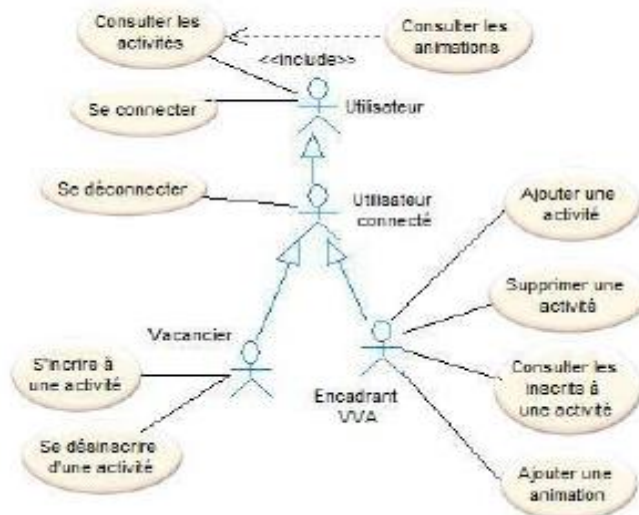 Consulter les
activités
Consulter les
animations
<<include>>
Se connecter
Utilisateur
Se déconnecter
Utilisateur
connecté
Ajouter une
activité
Supprimer une
activité
Vacancier
S'incrire à
une activité
Consulter les
inscrits à
une activité
Encadrant
VVA
Se désinscrire
d'une activité
Ajouter une
animation